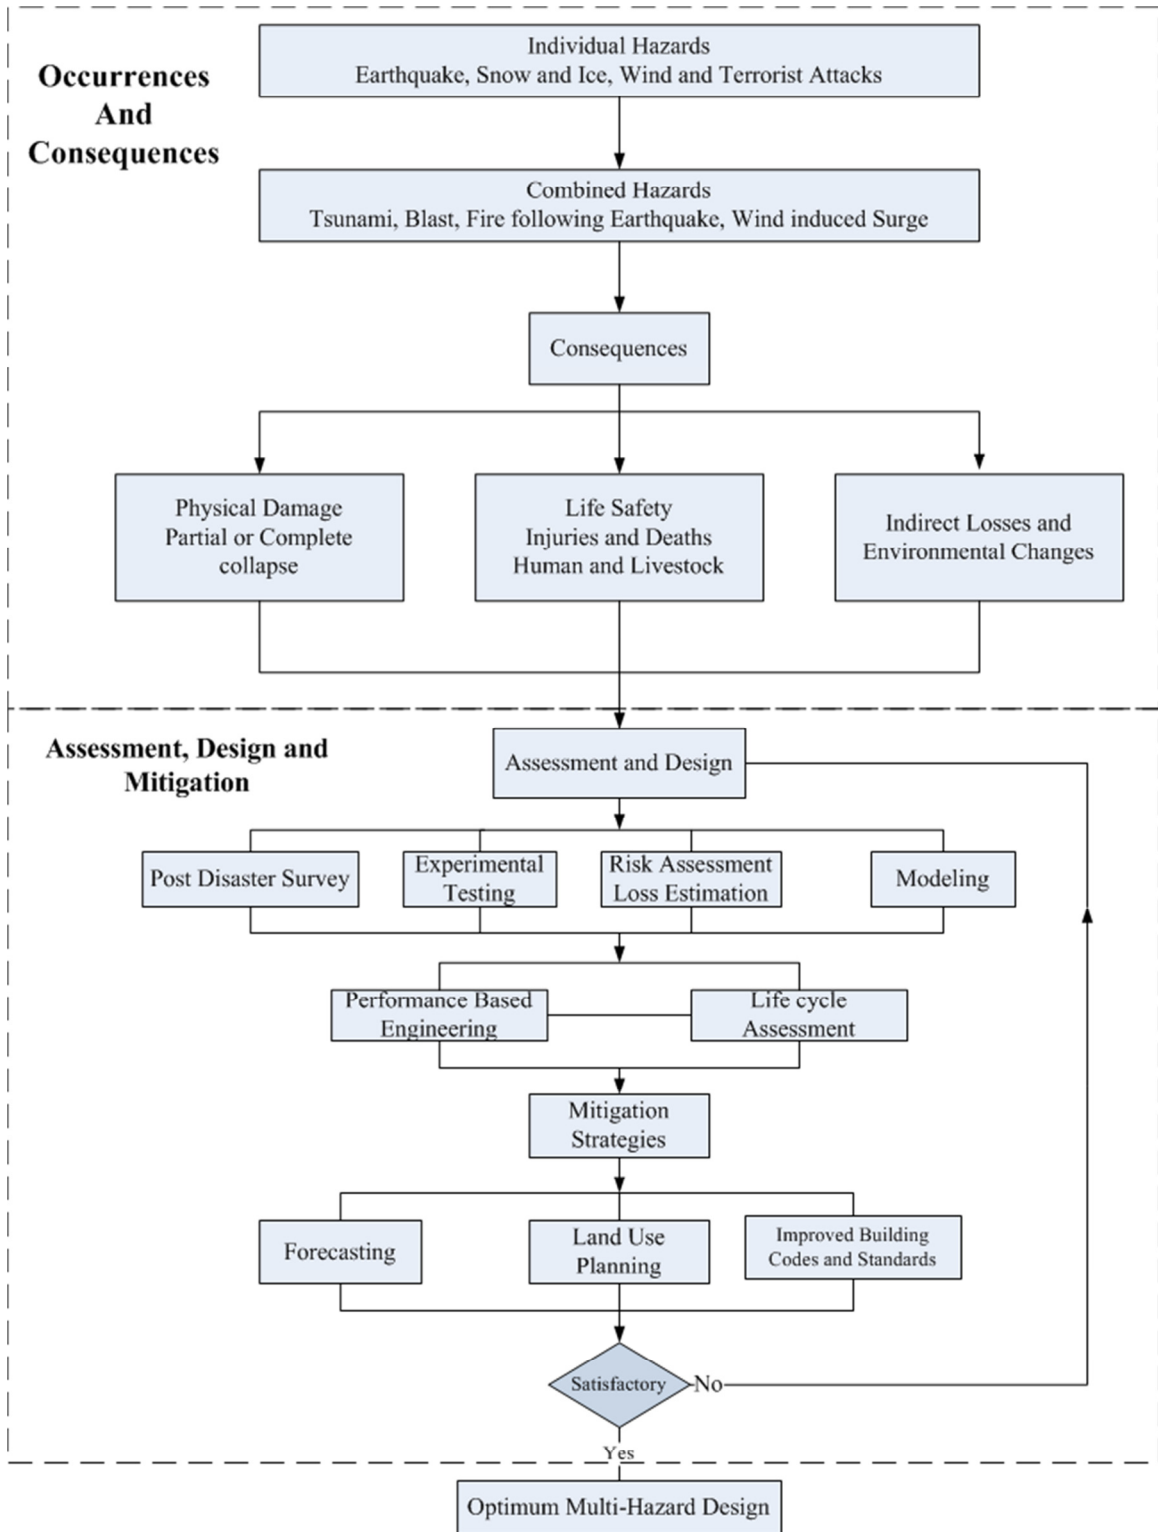 Occurrences
And
Consequences
Individual Hazards
Earthquake, Snow and Ice, Wind and Terrorist Attacks
Combined Hazards
Tsunami, Blast, Fire following Earthquake, Wind induced Surge
Consequences
Physical Damage
Partial or Complete
collapse
Life Safety
Injuries and Deaths
Human and Livestock
Indirect Losses and
Environmental Changes
Assessment, Design and
Mitigation
Assessment and Design
Post Disaster Survey
Experimental
Testing
Risk Assessment
Loss Estimation
Modeling
Performance Based
Engineering
Life cycle
Assessment
Mitigation
Strategies
Forecasting
Land Use
Planning
Improved Building
Codes and Standards
Satisfactory
No
Yes
Optimum Multi-Hazard Design